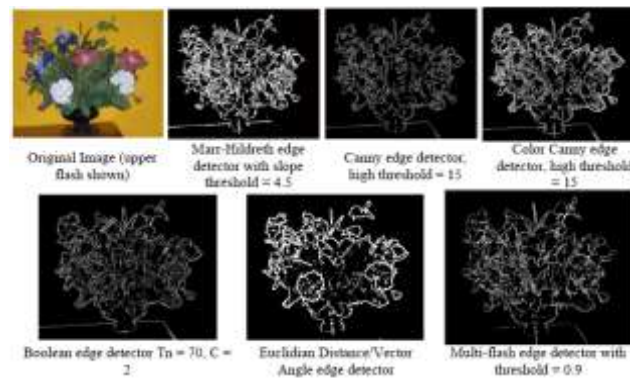 Original Image (upper
flash shown)
Marr-Hildreth edge
detector with slope
threshold = 4.5
Canny edge detector,
high threshold = 15
Color Canny edge
detector, high threshold
= 15
Boolean edge detector Tn = 70, C =
2
Euclidian Distance/Vector
Angle edge detector
Multi-flash edge detector with
threshold = 0.9